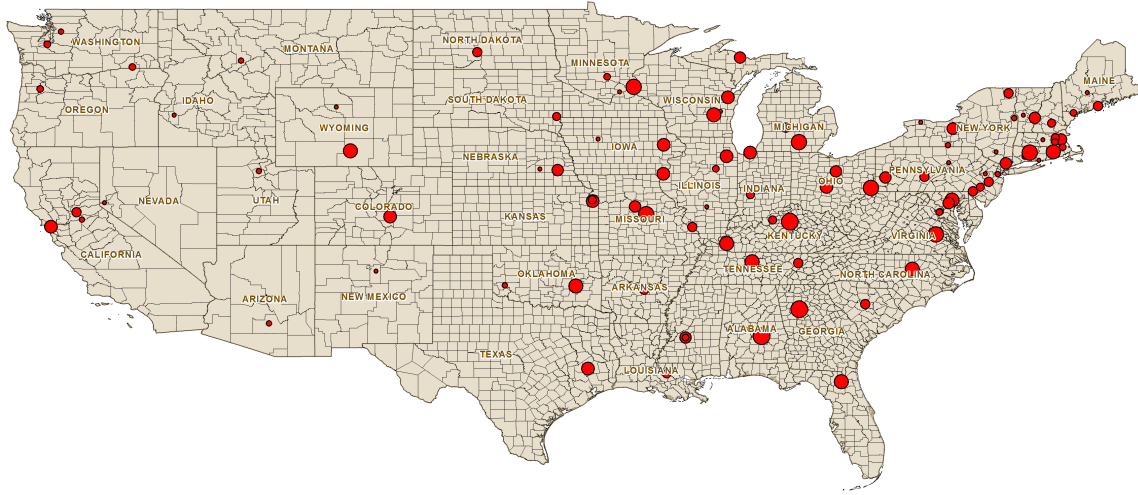 WASHINGTON
MONTANA
NORTH DAKOTA
MINNESOTA
MAINE
OREGON
IDAHO
SOUTH DAKOTA
WISCONSIN
NEW YORK
WYOMING
MICHIGAN
NEBRASKA
IOWA
PENNSYLVANIA
NEVADA
UTAH
COLORADO
KANSAS
ILLINOIS
INDIANA
OHIO
MISSOURI
KENTUCKY
VIRGINIA
CALIFORNIA
TENNESSEE
NORTH CAROLINA
OKLAHOMA
ARKANSAS
ARIZONA
NEW MEXICO
ALABAMA
GEORGIA
TEXAS
LOUISIANA